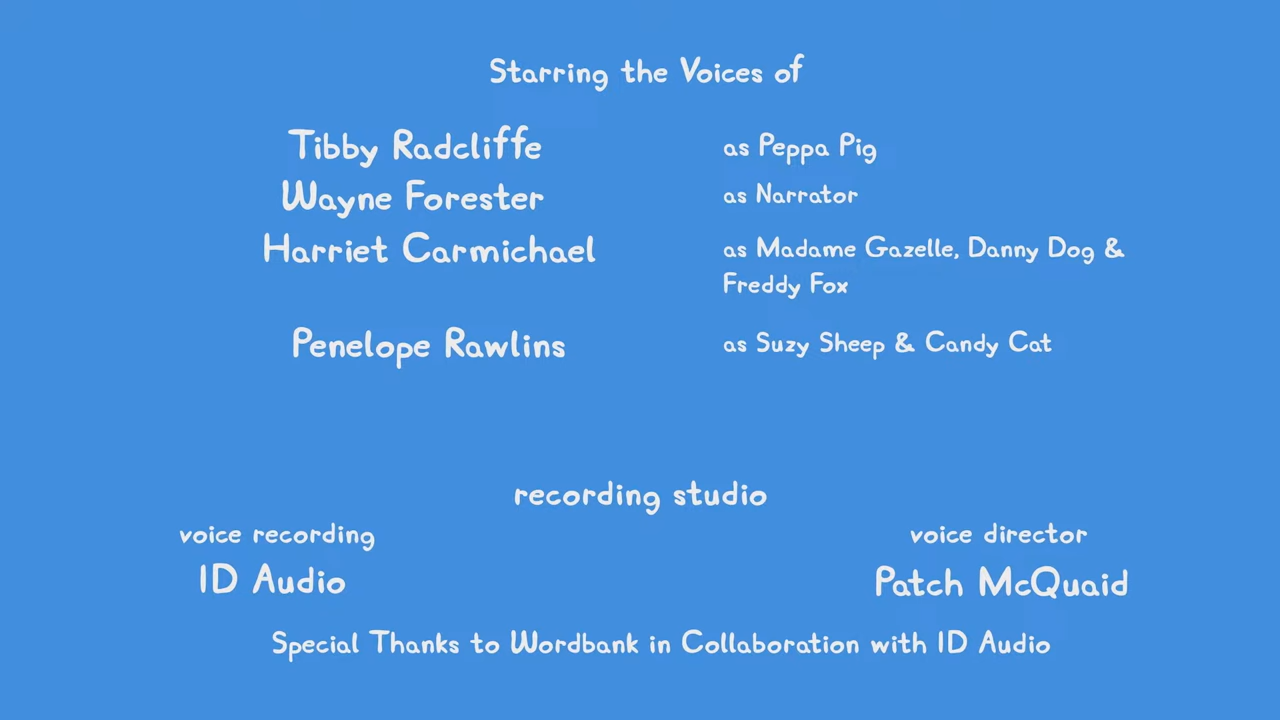 Starring the Voices of
Tibby Radcliffe as Peppa Pig
Wayne Forester as Narrator
Harriet Carmichael as Madame Gazelle, Danny Dog &
Freddy Fox
Penelope Rawlins as Suzy Sheep & Candy Cat
recording studio
voice recording voice director
ID Audio Patch McQuaid
Special Thanks to Wordbank in Collaboration with ID Audio